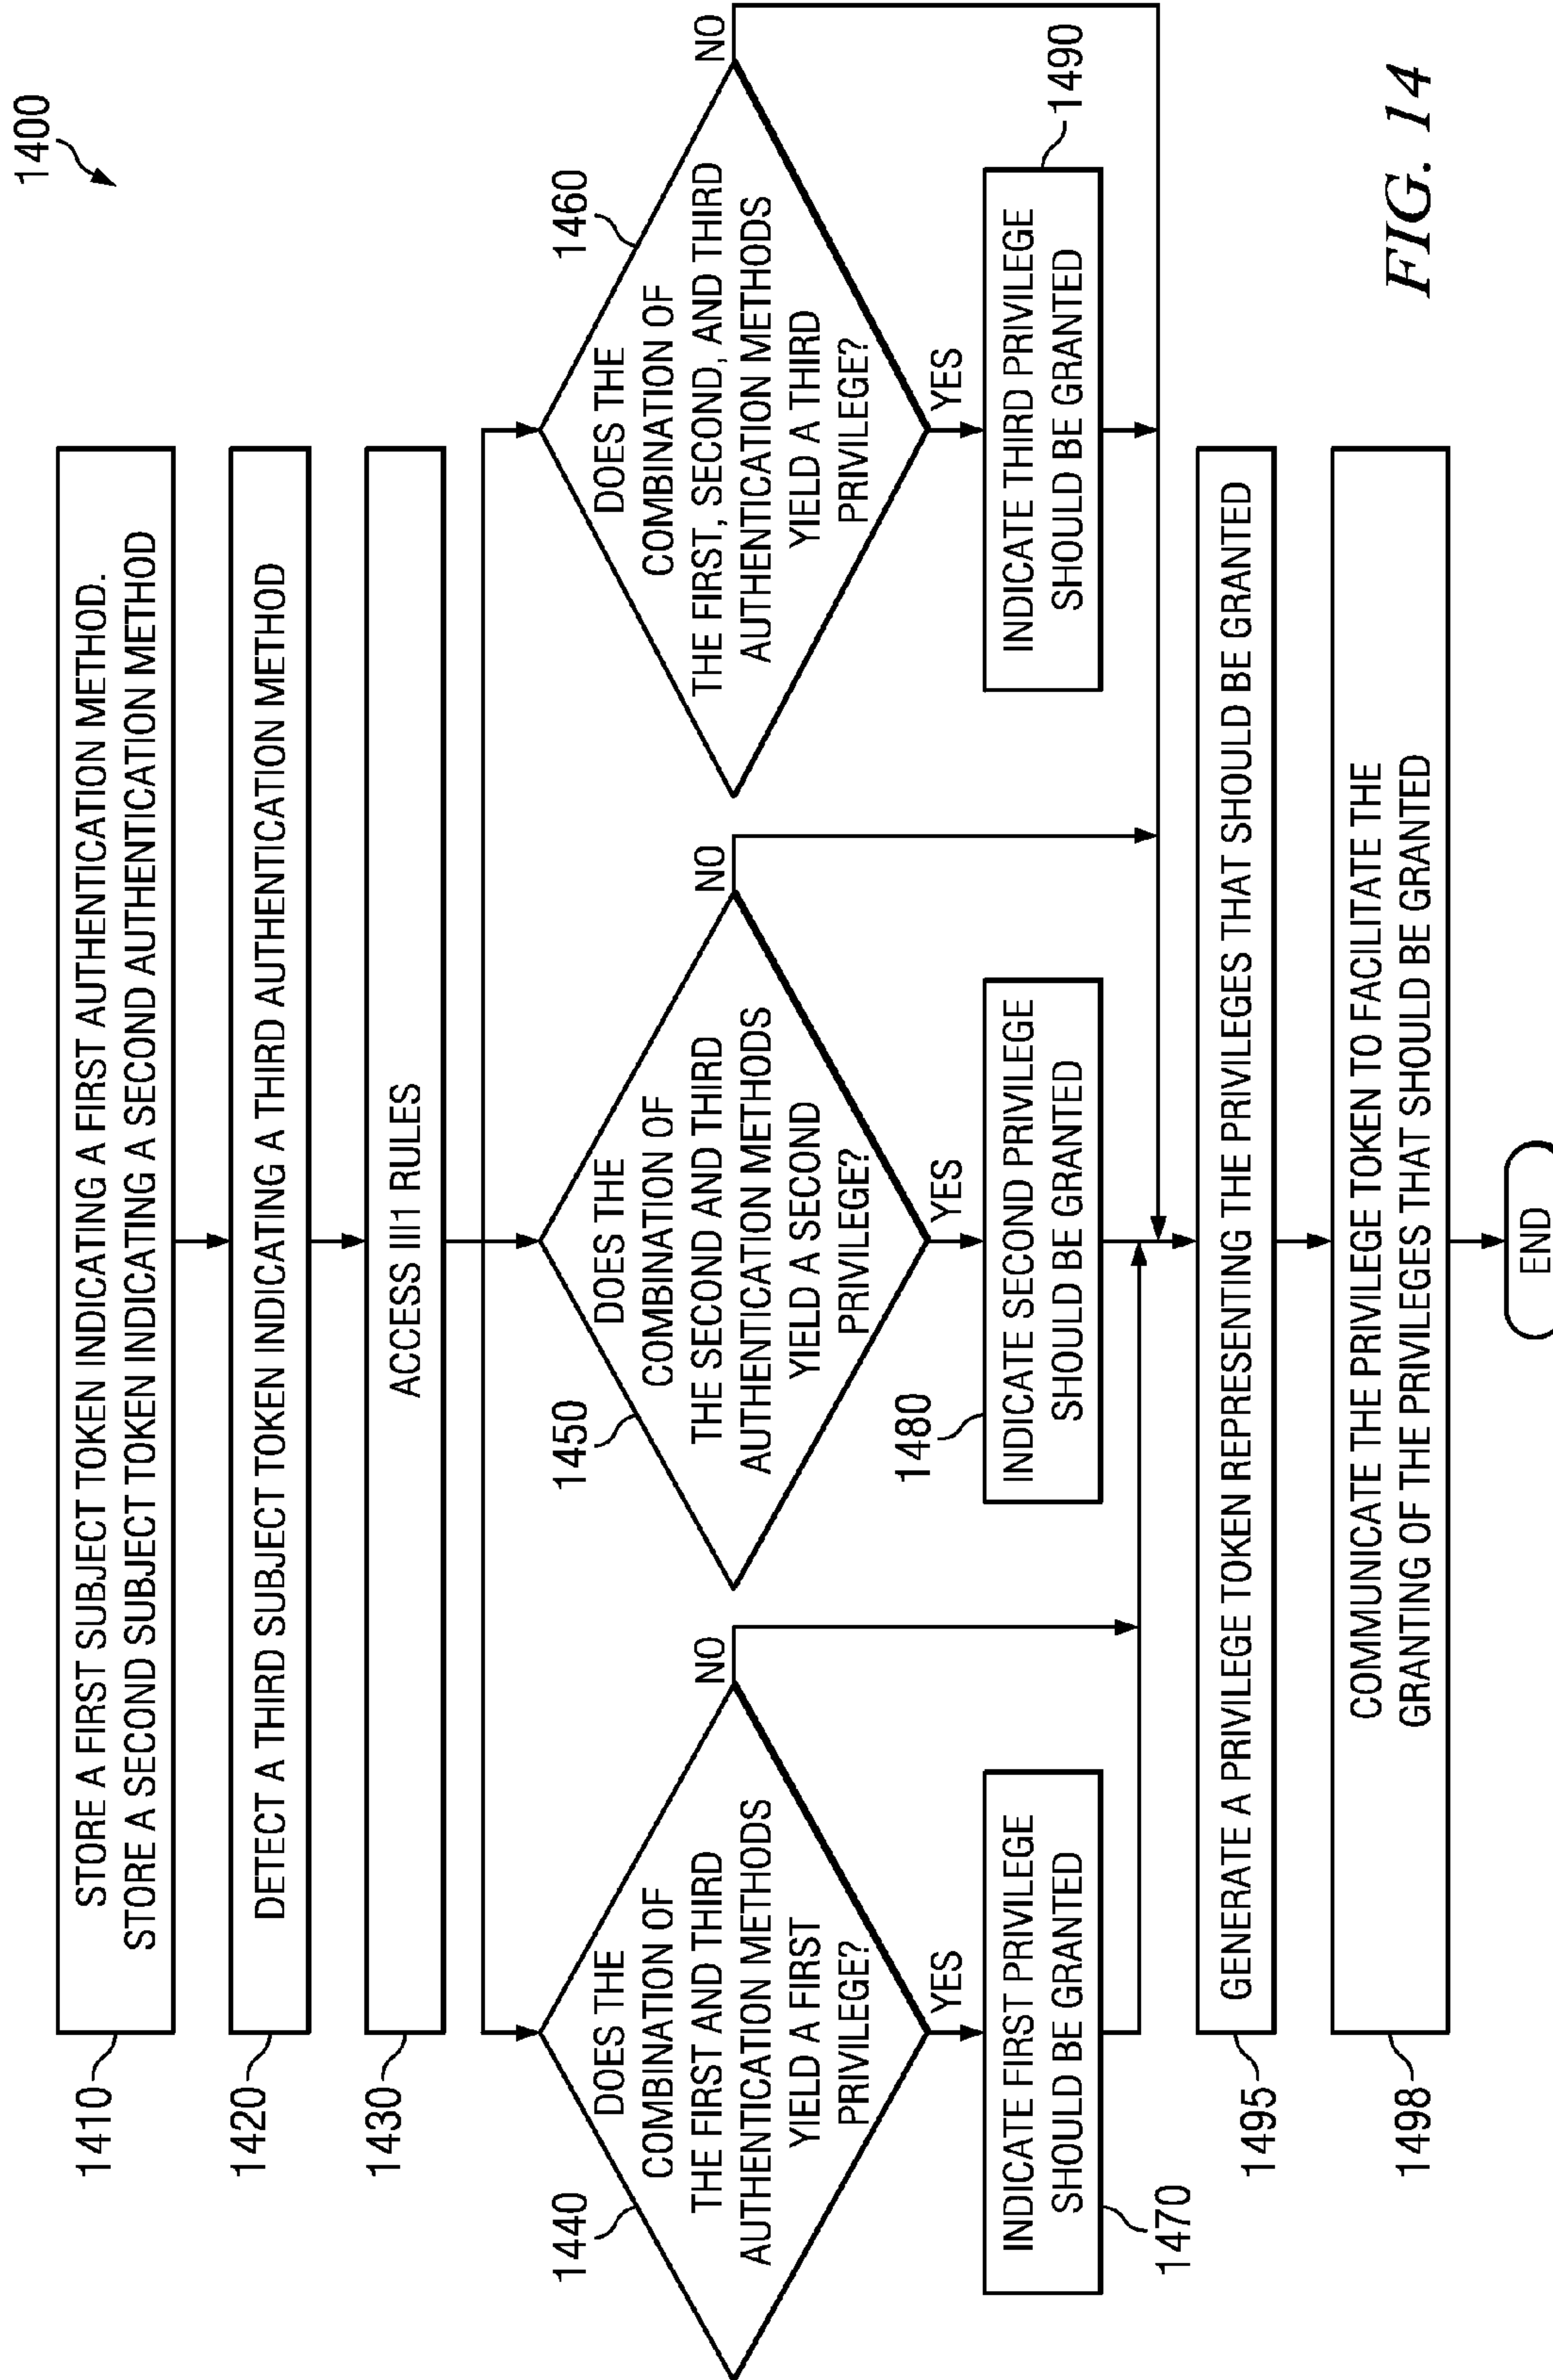 1400
1410
STORE A FIRST SUBJECT TOKEN INDICATING A FIRST AUTHENTICATION METHOD.
STORE A SECOND SUBJECT TOKEN INDICATING A SECOND AUTHENTICATION METHOD
1420
DETECT A THIRD SUBJECT TOKEN INDICATING A THIRD AUTHENTICATION METHOD
1430
ACCESS III1 RULES
1440
DOES THE
COMBINATION OF
THE FIRST AND THIRD
AUTHENTICATION METHODS
YIELD A FIRST
PRIVILEGE?
NO
YES
1450
DOES THE
COMBINATION OF
THE SECOND AND THIRD
AUTHENTICATION METHODS
YIELD A SECOND
PRIVILEGE?
NO
YES
1460
DOES THE
COMBINATION OF
THE FIRST, SECOND, AND THIRD
AUTHENTICATION METHODS
YIELD A THIRD
PRIVILEGE?
NO
YES
INDICATE FIRST PRIVILEGE
SHOULD BE GRANTED
1470
1480
INDICATE SECOND PRIVILEGE
SHOULD BE GRANTED
INDICATE THIRD PRIVILEGE
SHOULD BE GRANTED
1490
1495
GENERATE A PRIVILEGE TOKEN REPRESENTING THE PRIVILEGES THAT SHOULD BE GRANTED
1498
COMMUNICATE THE PRIVILEGE TOKEN TO FACILITATE THE
GRANTING OF THE PRIVILEGES THAT SHOULD BE GRANTED
END
FIG. 14